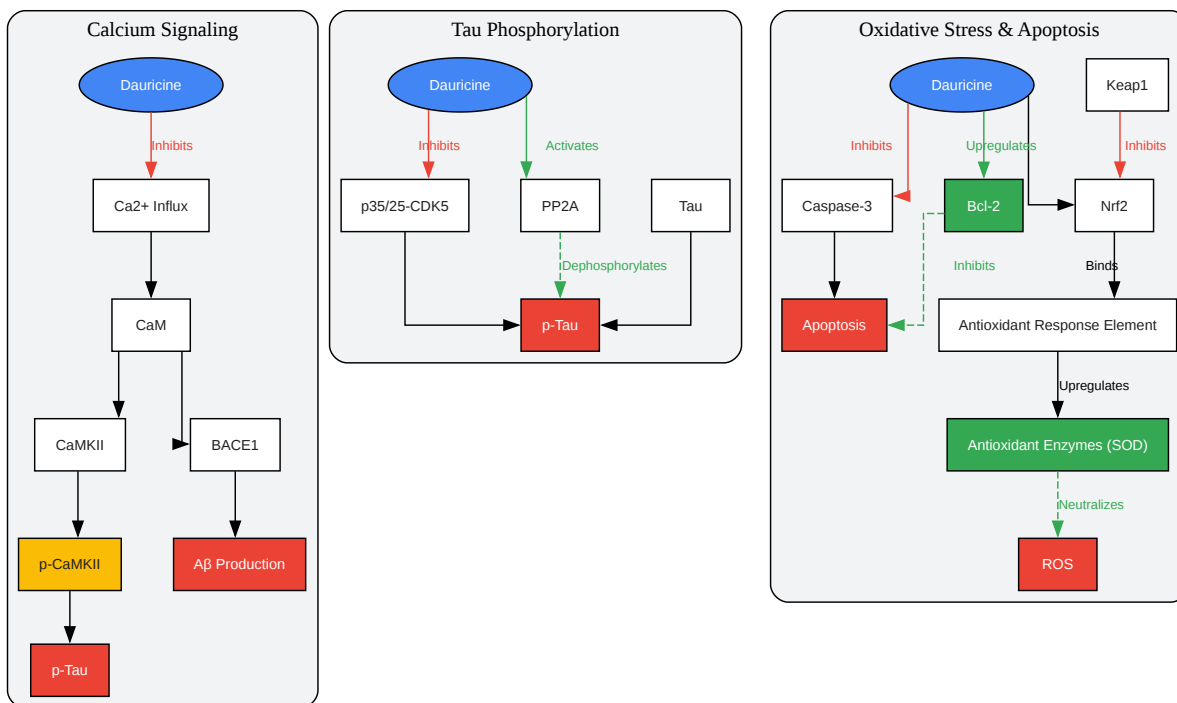 Calcium Signaling
Dauricine
Inhibits
Ca2+ Influx
CaM
CaMKII
BACE1
p-CaMKII
Aβ Production
p-Tau
Tau Phosphorylation
Dauricine
Inhibits
Activates
p35/25-CDK5
PP2A
Tau
Dephosphorylates
p-Tau
Oxidative Stress & Apoptosis
Dauricine
Keap1
Inhibits
Upregulates
Inhibits
Caspase-3
Bcl-2
Nrf2
Inhibits
Binds
Apoptosis
Antioxidant Response Element
Upregulates
Antioxidant Enzymes (SOD)
Neutralizes
ROS